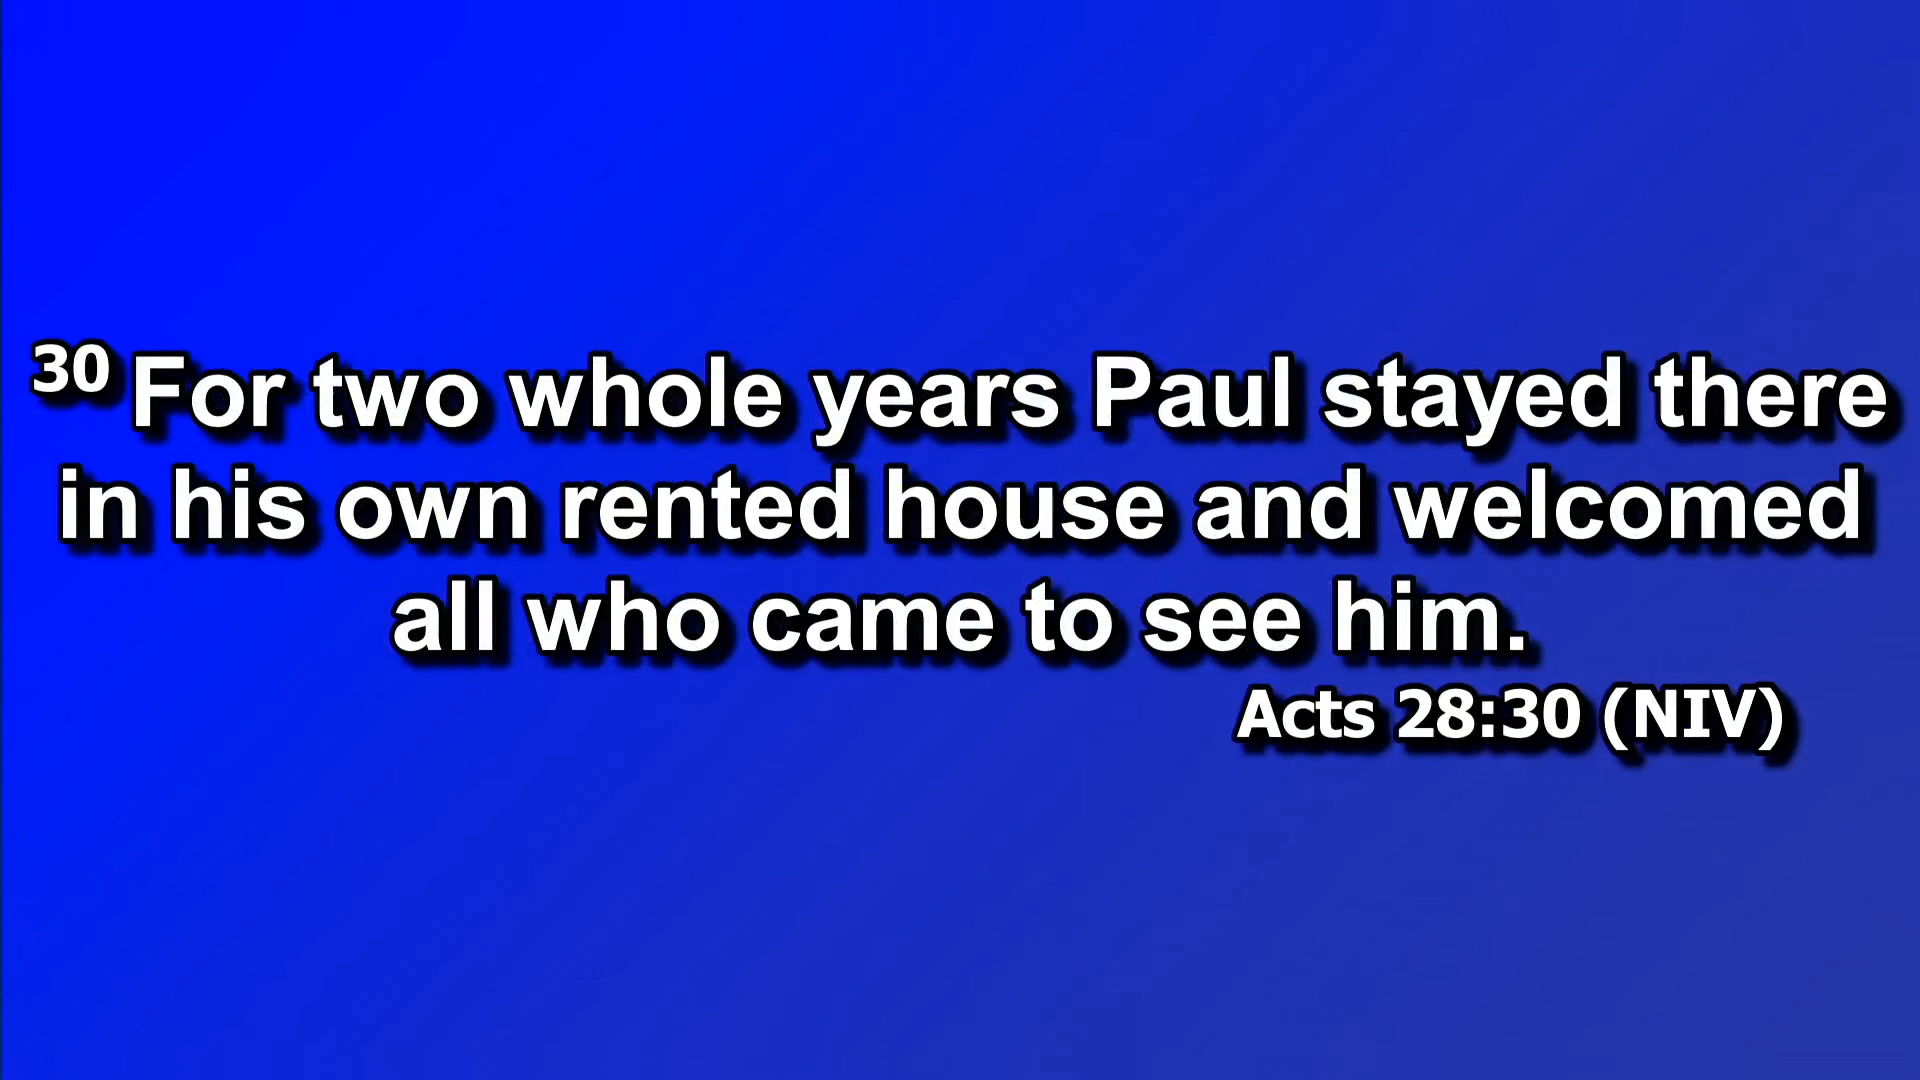 30 For two whole years Paul stayed there
in his own rented house and welcomed
all who came to see him.
Acts 28:30 (NIV)